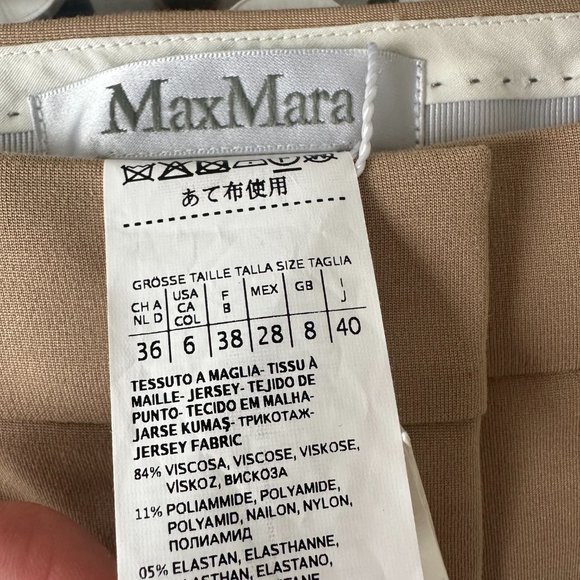 MaxMara
あて布使用
GRÖSSE TAILLE TALLA SIZE TAGLIA
CH A NL D USA CA COL F B MEX GB I J
36 6 38 28 8 40
TESSUTO A MAGLIA- TISSU À
MAILLE- JERSEY- TEJIDO DE
PUNTO- TECIDO EM MALHA-
JARSE KUMAŞ- ТРИКОТАЖ-
JERSEY FABRIC
84% VISCOSA, VISCOSE, VISKOSE,
VİSKOZ, ВИСКОЗА
11% POLIAMMIDE, POLYAMIDE,
POLYAMID, NAILON, NYLON,
ПОЛИАМИД
05% ELASTAN, ELASTHANNE,
ELASTANE